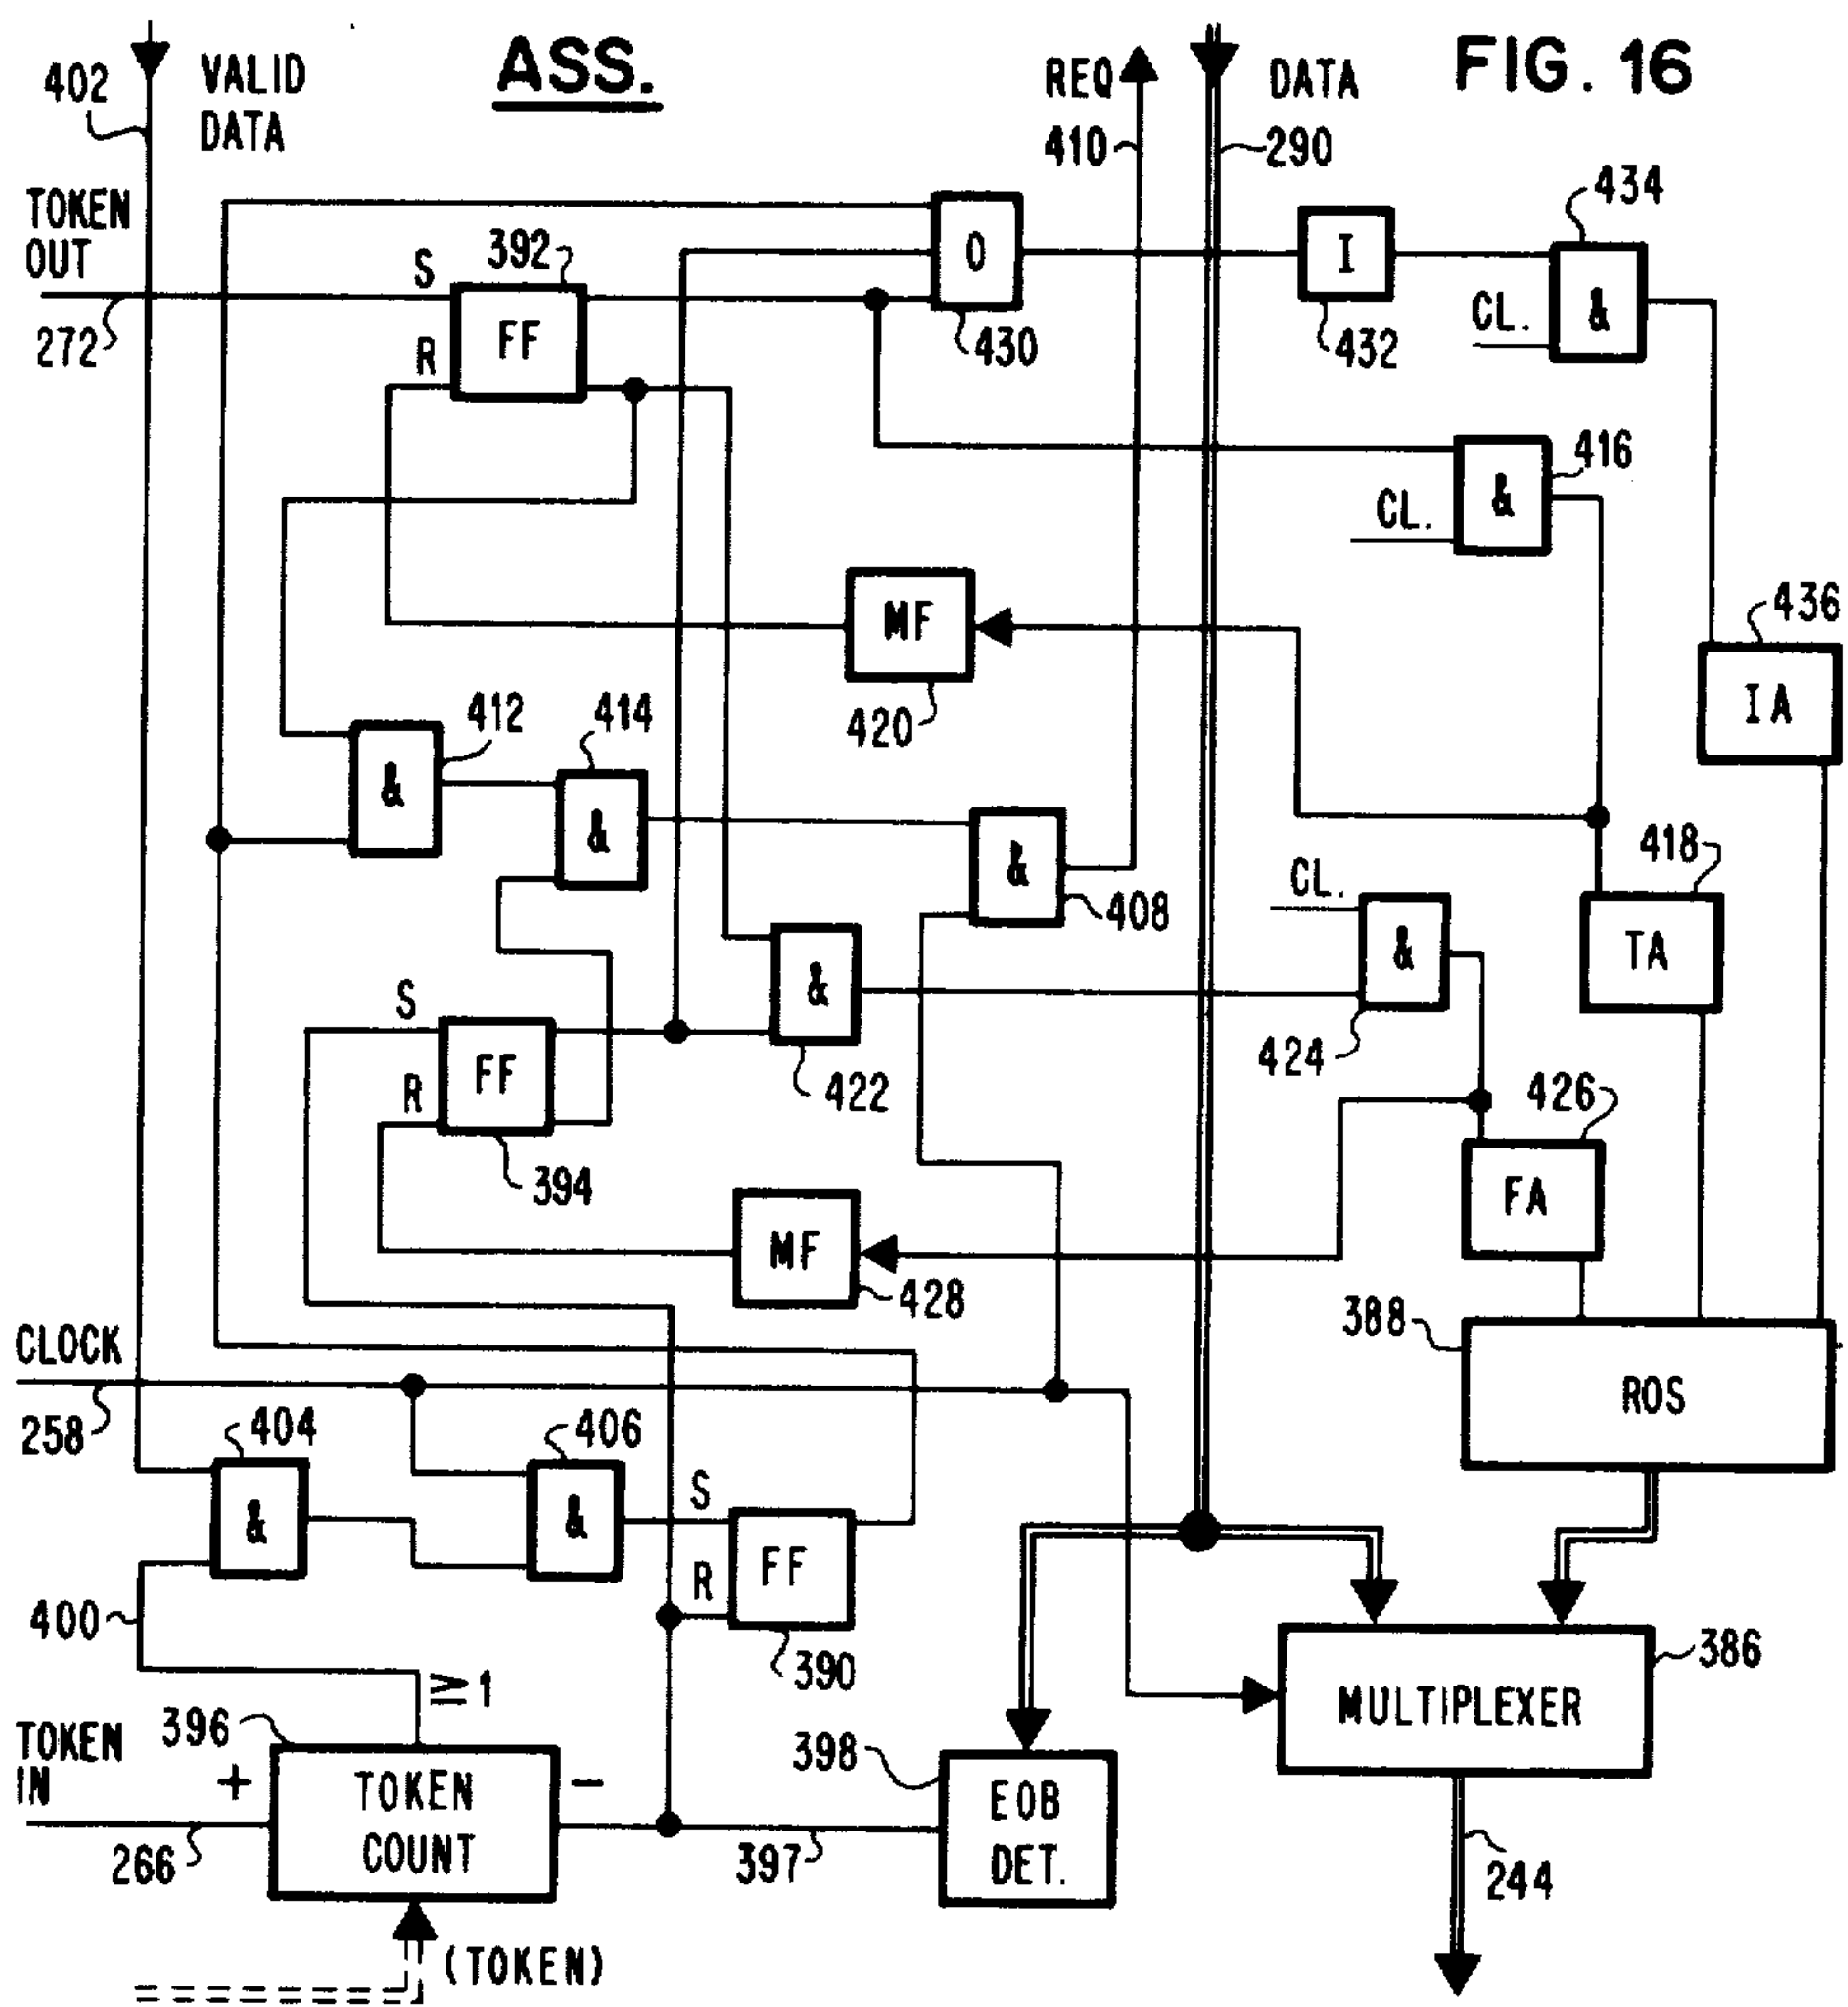 ASS.
FIG. 16
402
VALID
DATA
REQ
410
DATA
290
TOKEN
OUT
272
S
392
FF
R
O
430
I
432
434
CL.
&
416
CL.
&
MF
420
436
IA
412
&
414
&
&
408
418
TA
CL.
&
424
&
422
S
FF
R
394
426
FA
MF
428
388
ROS
CLOCK
258
404
&
406
&
S
FF
R
390
400
≥1
386
MULTIPLEXER
TOKEN
IN
266
396
+
TOKEN
COUNT
-
397
398
EOB
DET.
244
(TOKEN)